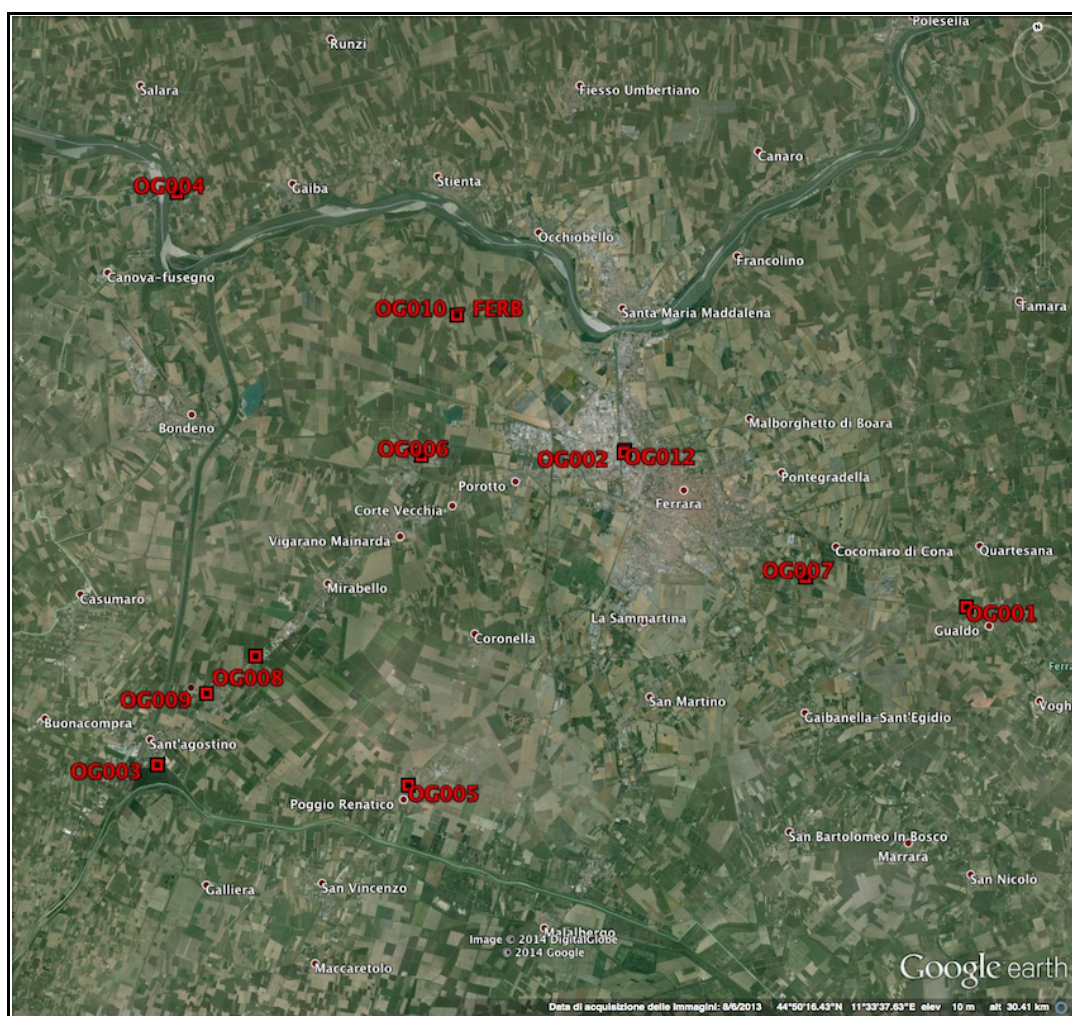 Polesella
N
Runzi
Salara
Fiesso Umbertiano
Canaro
Stienta
OG004
Gaiba
Occhiobello
Francolino
Canova-fusegno
Tamara
OG010 FERB
Santa Maria Maddalena
Bondeno
Malborghetto di Boara
OG006
OG002 OG012
Pontegradella
Porotto
Ferrara
Corte Vecchia
Vigarano Mainarda
Cocomaro di Cona
Quartesana
OG007
Mirabello
Casumaro
OG001
La Sammartina
Gualdo
Coronella
Ferra
OG008
OG009
San Martino
Vogh
Buonacompra
Gaibanella-Sant'Egidio
Sant'agostino
OG003
OG005
Poggio Renatico
San Bartolomeo In Bosco
Marrara
San Nicolò
Galliera
San Vincenzo
Malalbergo
Image © 2014 DigitalGlobe
© 2014 Google
Maccaretolo
Google earth
Data di acquisizione delle immagini: 8/6/2013 44°50'16.43"N 11°33'37.63"E elev 10 m alt 30.41 km